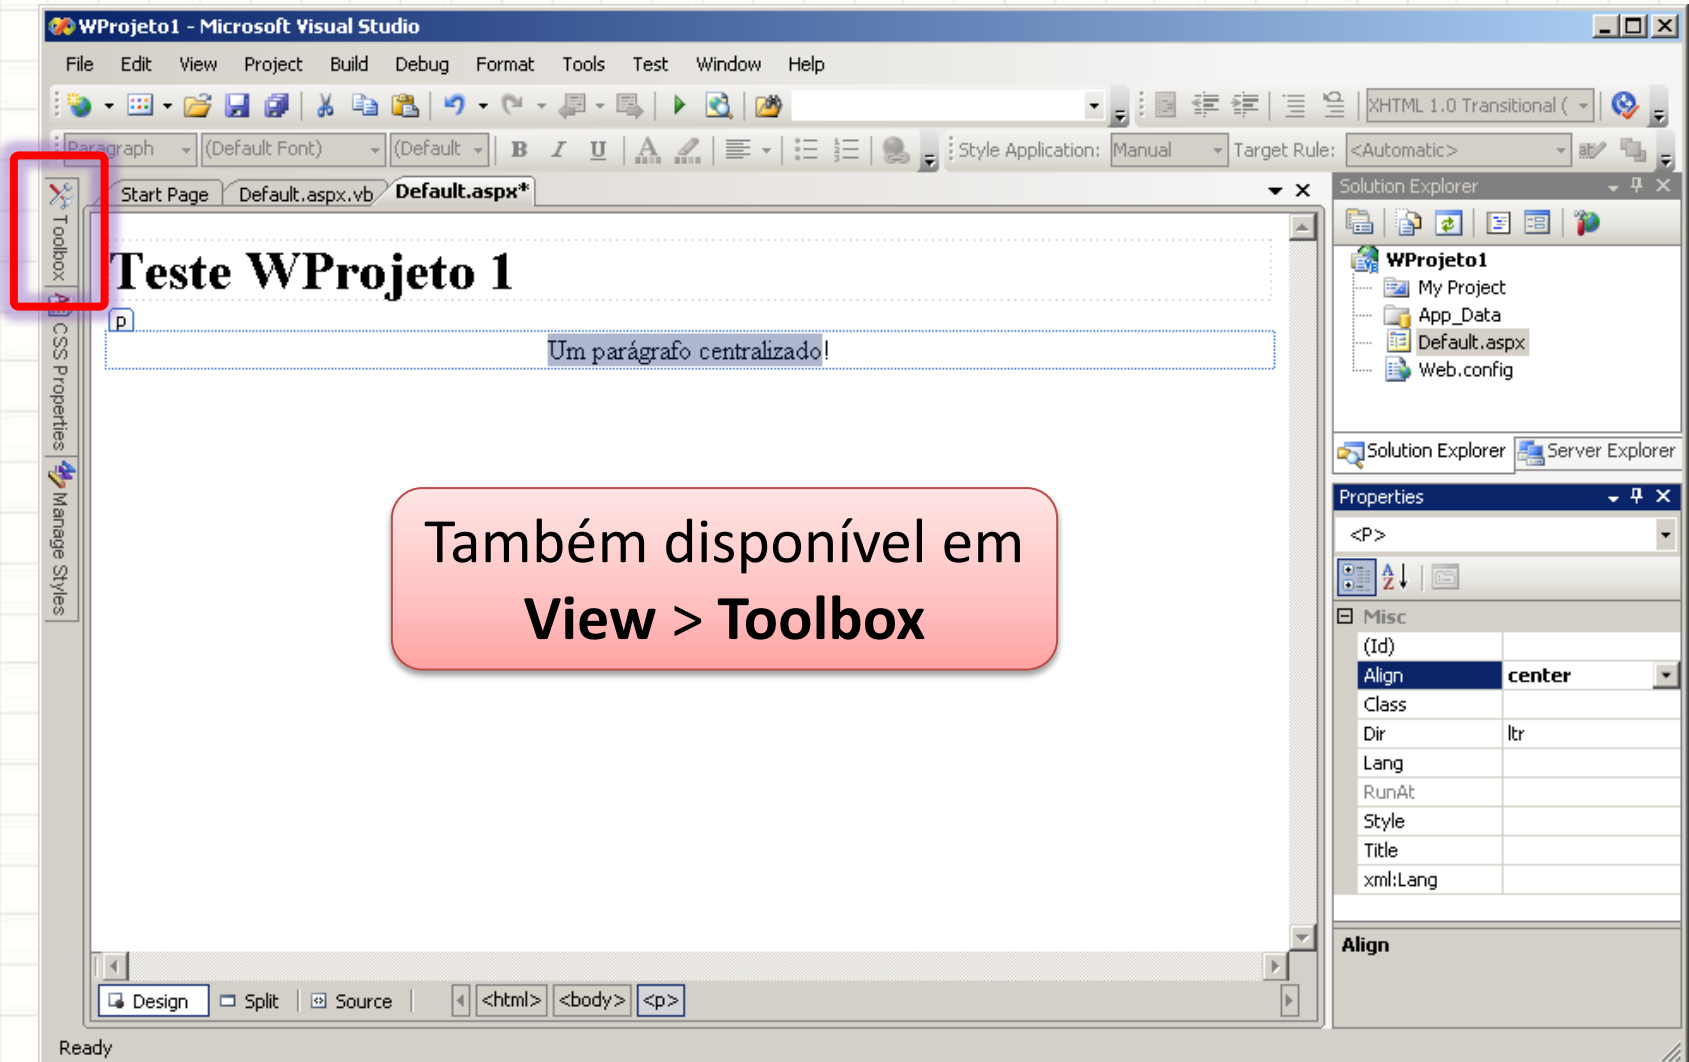 WProjeto1 - Microsoft Visual Studio
File Edit View Project Build Debug Format Tools Test Window Help
XHTML 1.0 Transitional (
Paragraph (Default Font) (Default B I U A Style Application: Manual Target Rule: <Automatic>
Toolbox
CSS Properties
Manage Styles
Start Page Default.aspx.vb Default.aspx*
Teste WProjeto 1
p
Um parágrafo centralizado!
Também disponível em
View > Toolbox
Design Split Source <html> <body> <p>
Ready
Solution Explorer
WProjeto1
My Project
App_Data
Default.aspx
Web.config
Solution Explorer Server Explorer
Properties
<P>
Misc
(Id)
Align center
Class
Dir ltr
Lang
RunAt
Style
Title
xml:Lang
Align